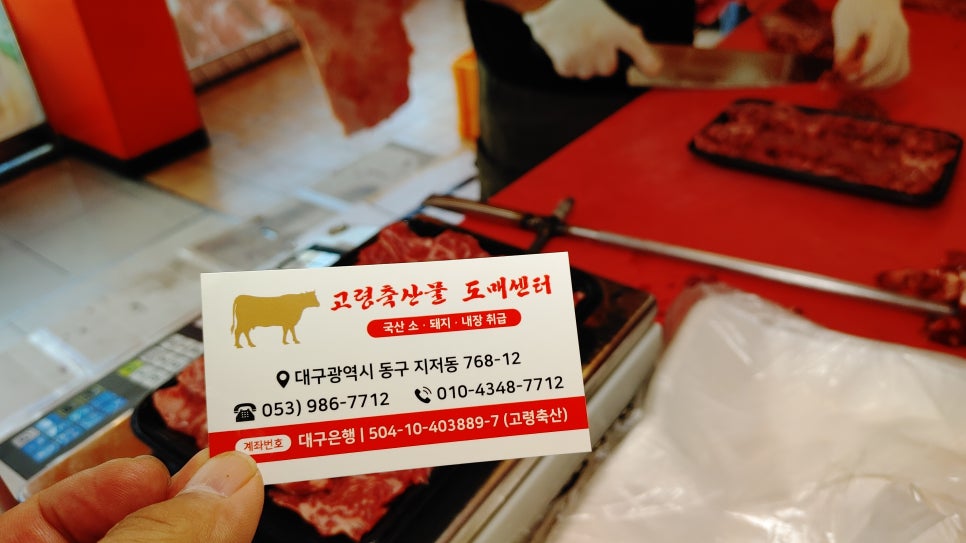 고령축산물 도매센터
국산 소 · 돼지 · 내장 취급
대구광역시 동구 지저동 768-12
053) 986-7712 010-4348-7712
계좌번호 대구은행 | 504-10-403889-7 (고령축산)